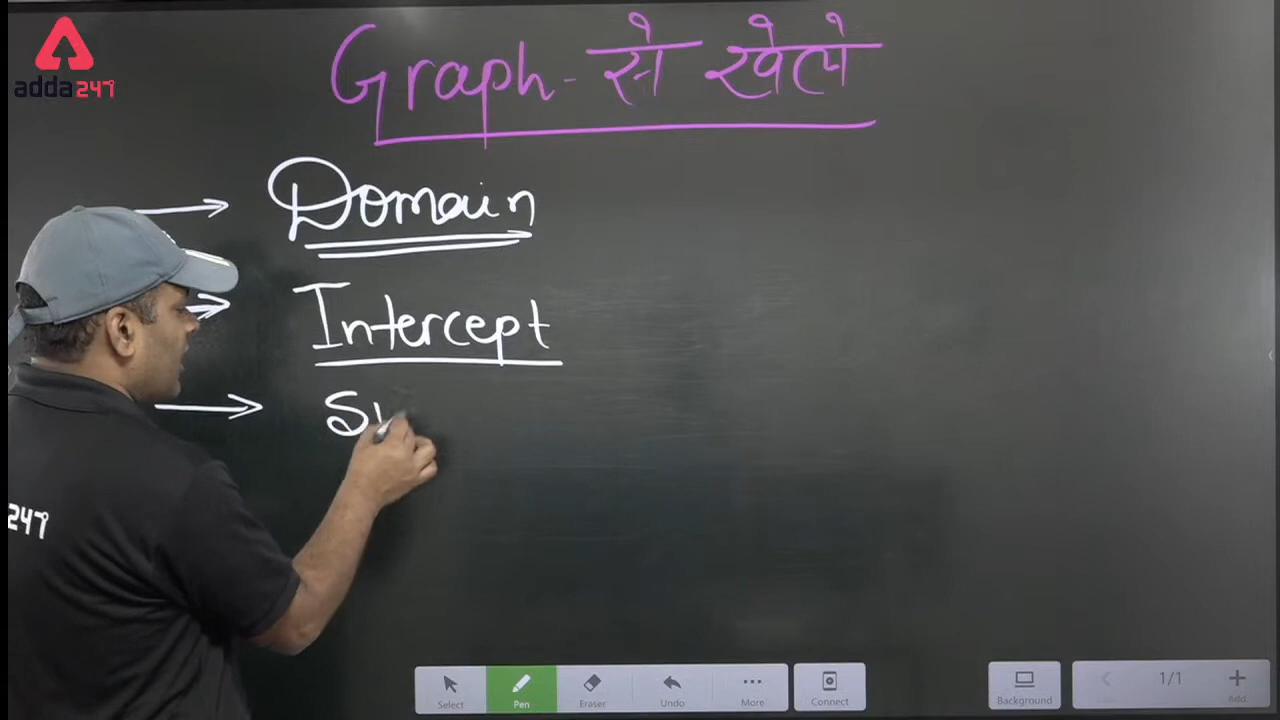 adda247
Graph - से खेलो
Domain
Intercept
247
Select
Pen
Eraser
Undo
More
Connect
Background
1/1
Add